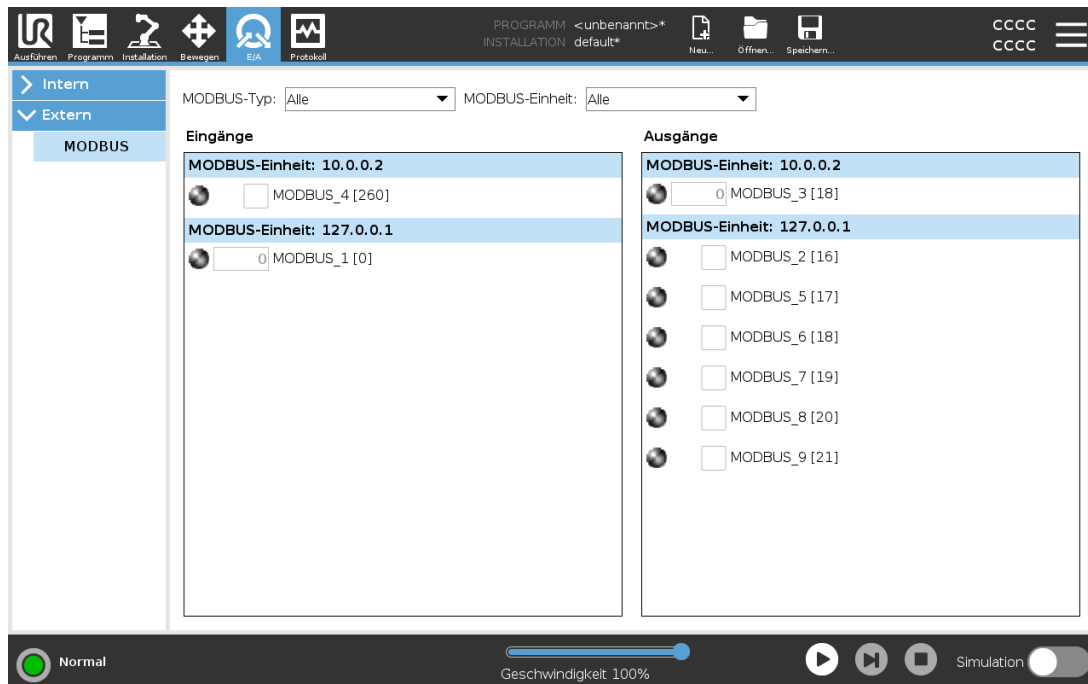 PROGRAMM <unbenannt>*
INSTALLATION default*
CCCC
CCCC
Ausführen Programm Installation Bewegen E/A Protokoll Neu... Öffnen... Speichern...
Intern
Extern
MODBUS
MODBUS-Typ: Alle MODBUS-Einheit: Alle
Eingänge
MODBUS-Einheit: 10.0.0.2
MODBUS_4 [260]
MODBUS-Einheit: 127.0.0.1
0 MODBUS_1 [0]
Ausgänge
MODBUS-Einheit: 10.0.0.2
0 MODBUS_3 [18]
MODBUS-Einheit: 127.0.0.1
MODBUS_2 [16]
MODBUS_5 [17]
MODBUS_6 [18]
MODBUS_7 [19]
MODBUS_8 [20]
MODBUS_9 [21]
Normal
Geschwindigkeit 100%
Simulation